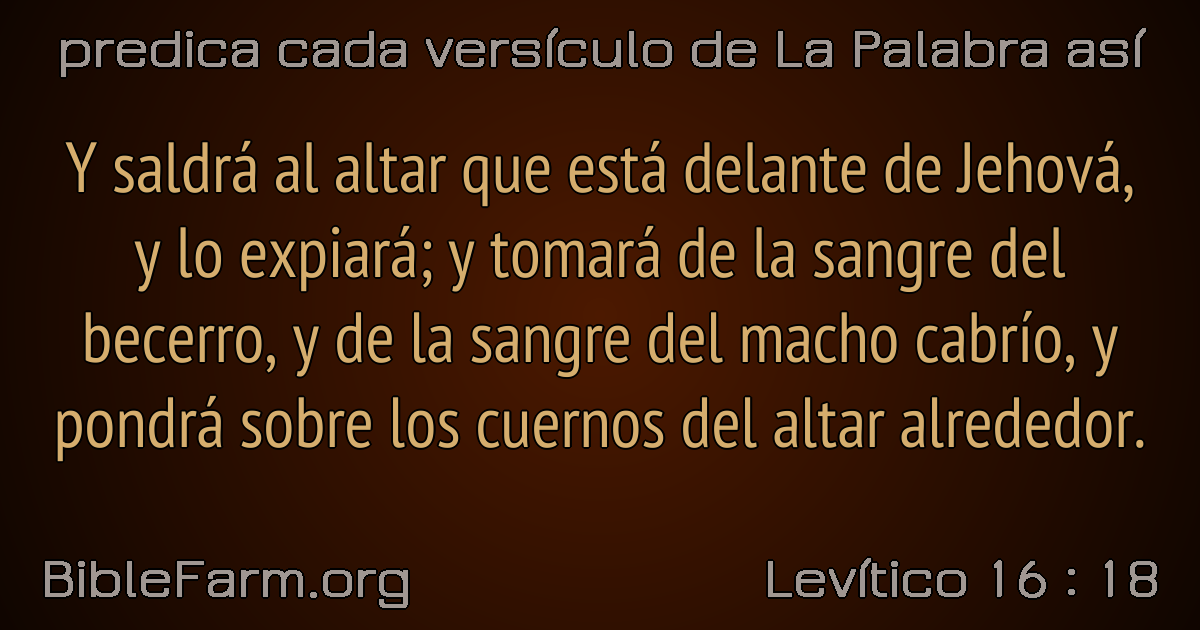 predica cada versículo de La Palabra así
Y saldrá al altar que está delante de Jehová,
y lo expiará; y tomará de la sangre del
becerro, y de la sangre del macho cabrío, y
pondrá sobre los cuernos del altar alrededor.
BibleFarm.org
Levítico 16 : 18